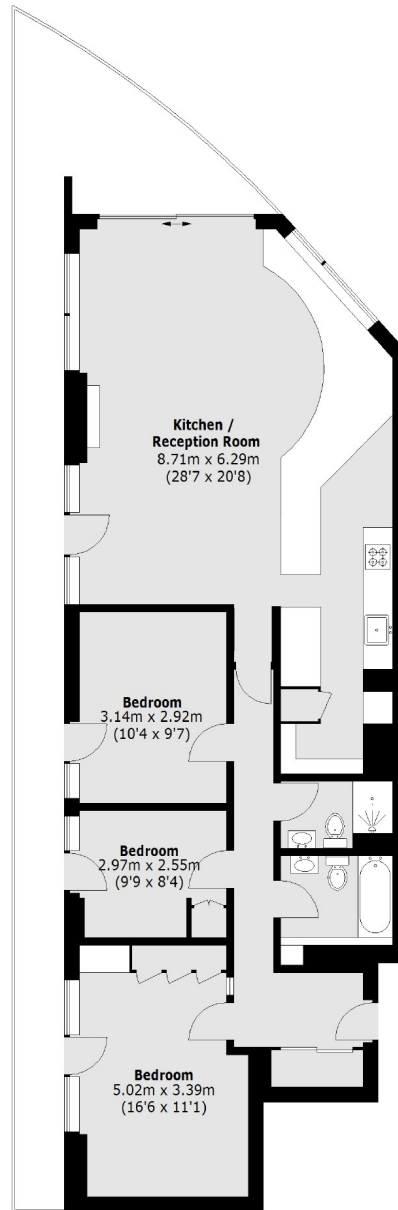 Kitchen /
Reception Room
8.71m x 6.29m
(28'7 x 20'8)
Bedroom
3.14m x 2.92m
(10'4 x 9'7)
Bedroom
2.97m x 2.55m
(9'9 x 8'4)
Bedroom
5.02m x 3.39m
(16'6 x 11'1)